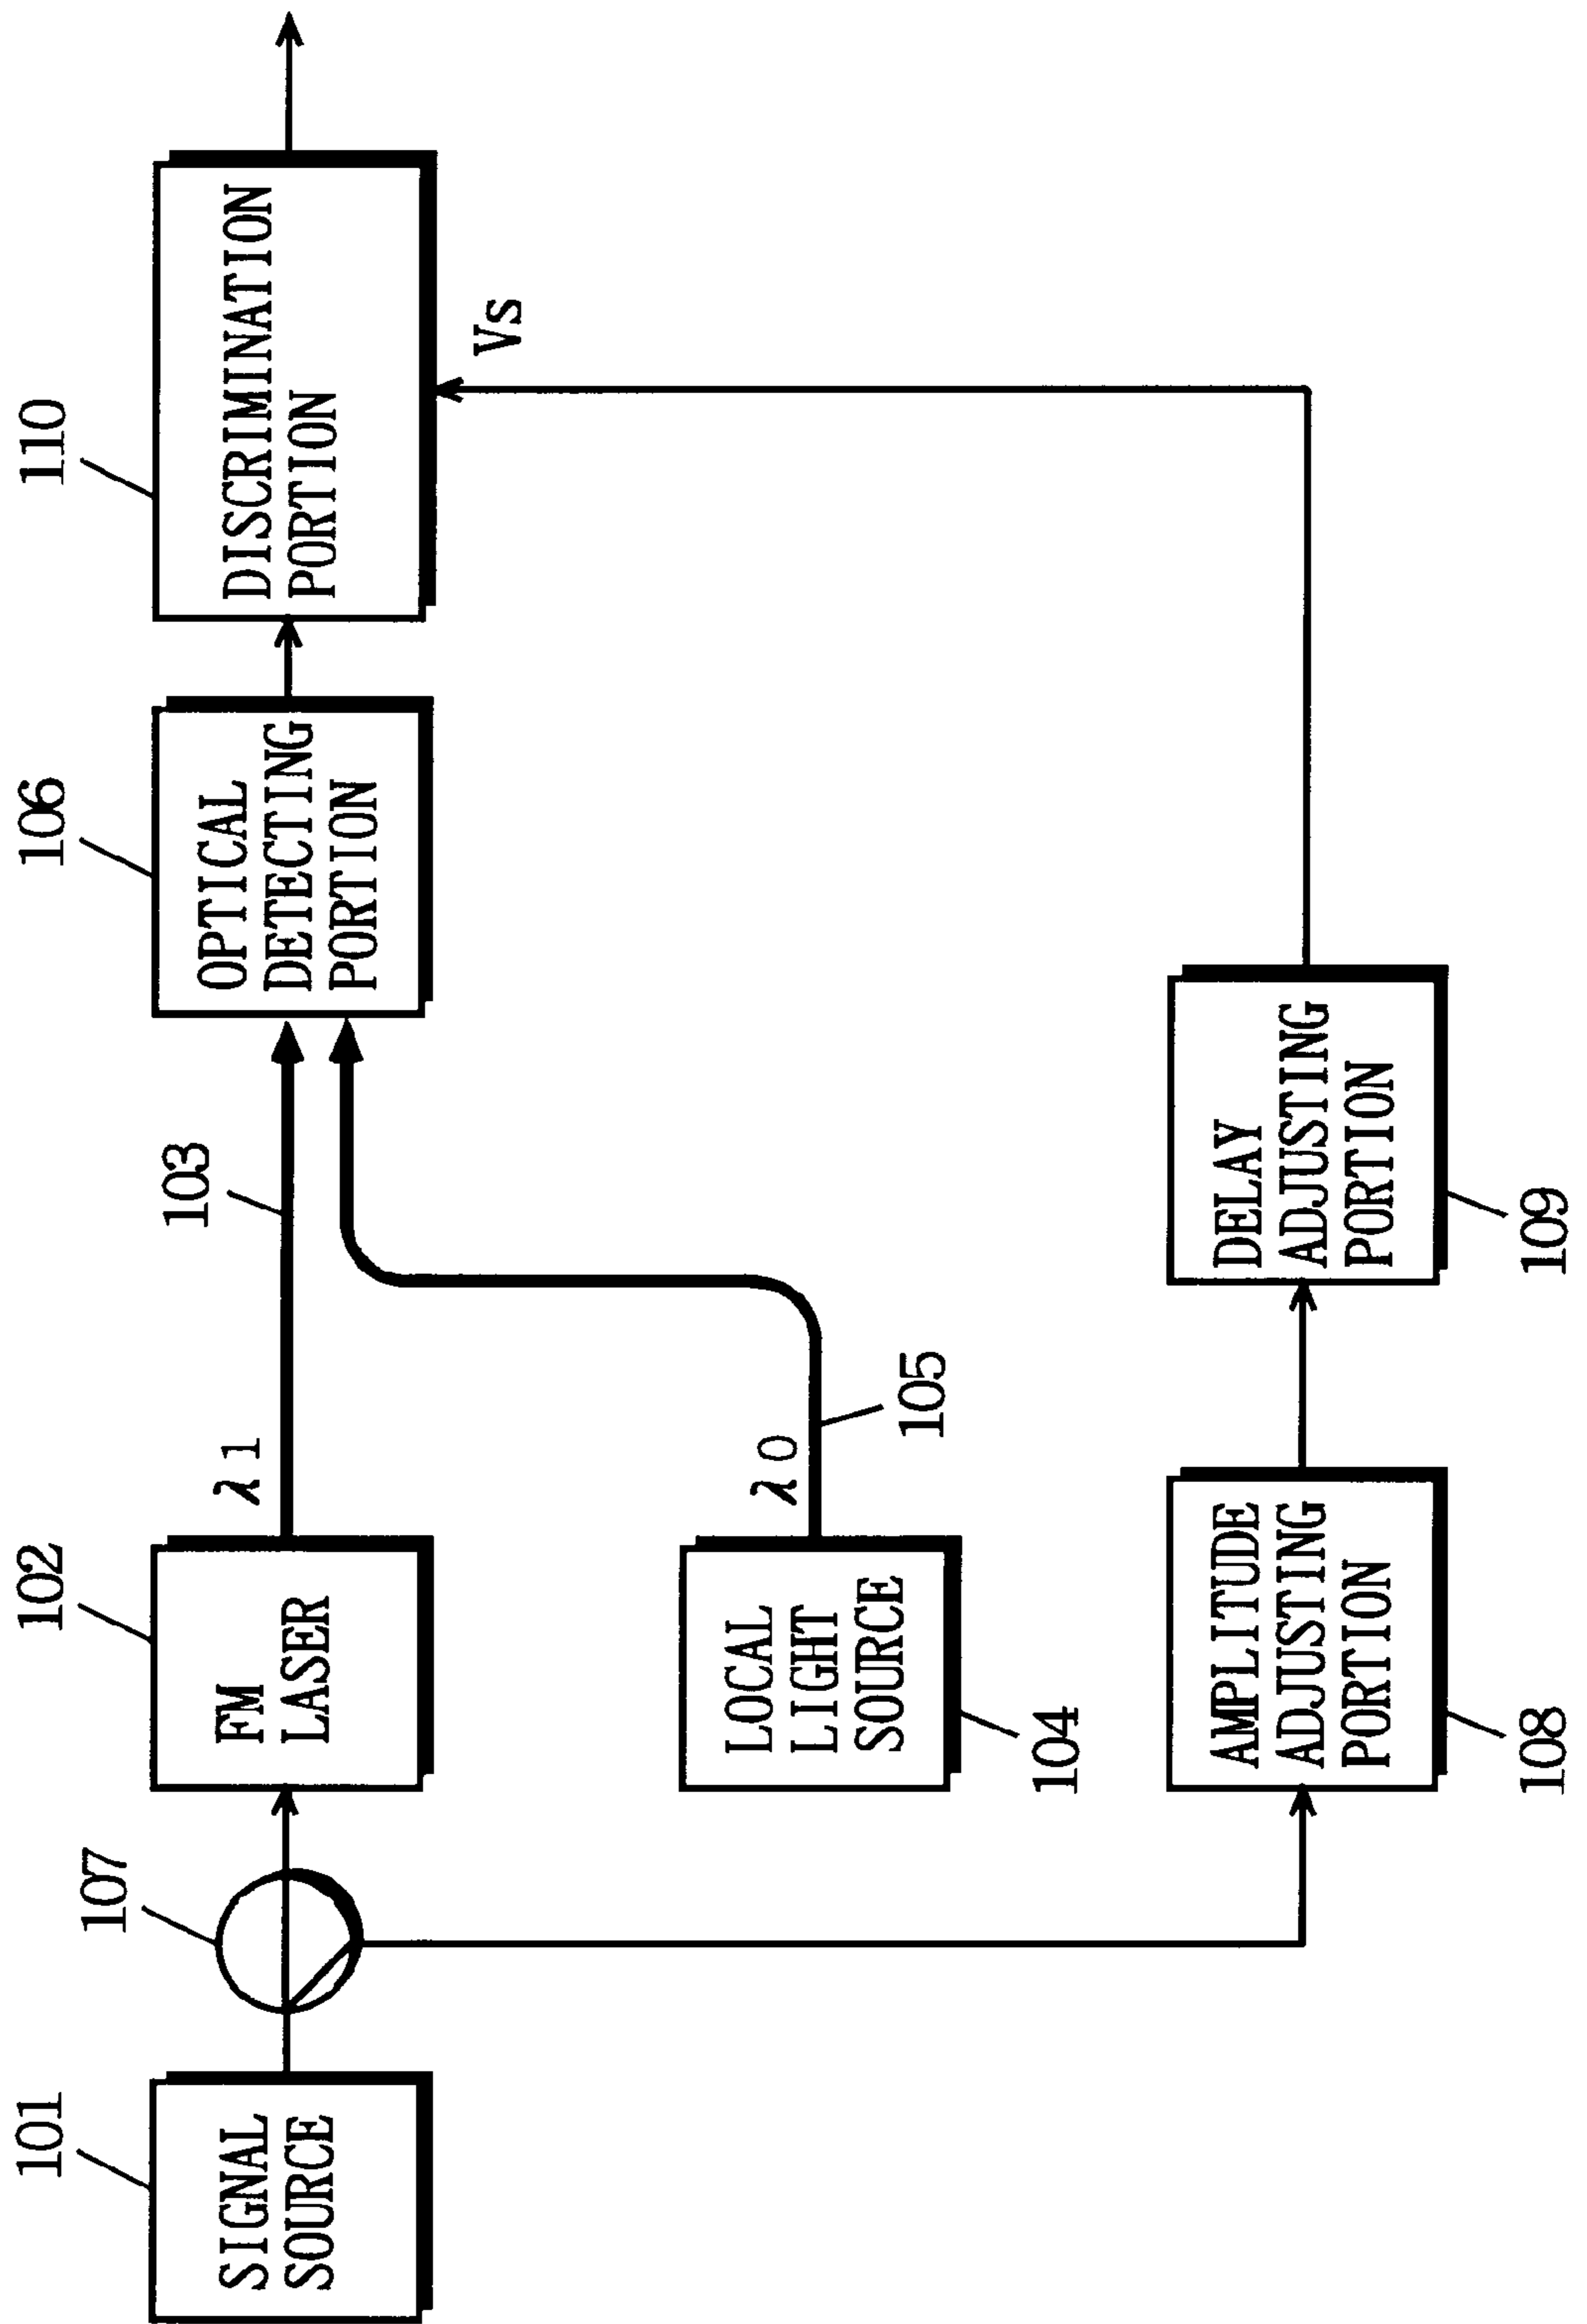 101
SIGNAL
SOURCE
107
102
FM
LASER
λ1
103
106
OPTICAL
DETECTING
PORTION
110
DISCRIMINATION
PORTION
Vs
LOCAL
LIGHT
SOURCE
104
λ0
105
AMPLITUDE
ADJUSTING
PORTION
108
DELAY
ADJUSTING
PORTION
109